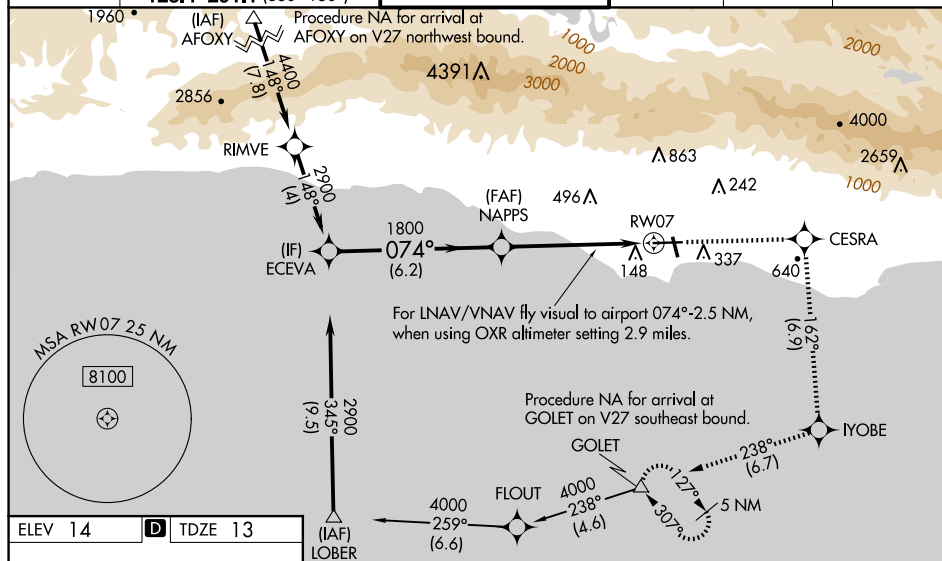 1960
(IAF)
AFOXY
Procedure NA for arrival at
AFOXY on V27 northwest bound.
1000
2000
3000
2000
4400
148°
(7.8)
4391
2856
4000
2659
1000
RIMVE
863
242
2900
148°
(4)
(FAF)
NAPPS
496
RW07
(IF)
ECEVA
1800
074°
(6.2)
148
337
640
CESRA
For LNAV/VNAV fly visual to airport 074°-2.5 NM,
when using OXR altimeter setting 2.9 miles.
162°
(6.9)
MSA RW07 25 NM
8100
2900
345°
(9.5)
Procedure NA for arrival at
GOLET on V27 southeast bound.
GOLET
IYOBE
238°
(6.7)
127°
307°
5 NM
FLOUT
4000
238°
(4.6)
4000
259°
(6.6)
(IAF)
LOBER
ELEV 14
D TDZE 13